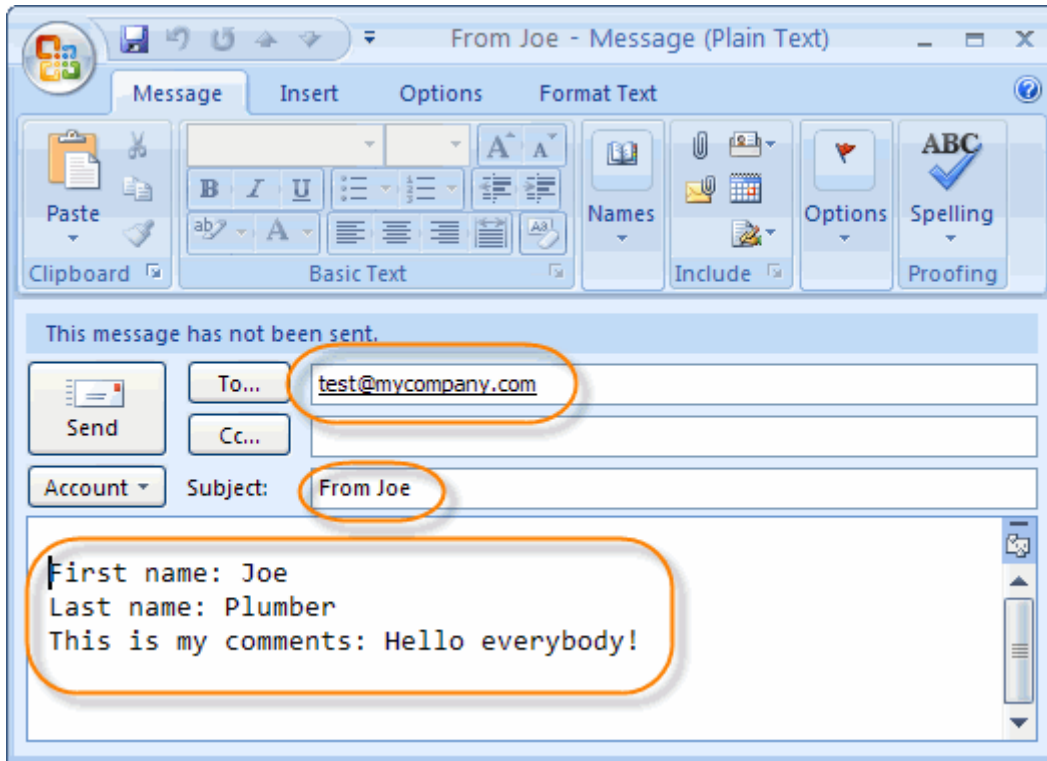 From Joe - Message (Plain Text)
Message Insert Options Format Text
Paste
Clipboard
B I U
ab A
Aa
Basic Text
Names
Include
Options
ABC
Spelling
Proofing
This message has not been sent.
Send
To...
test@mycompany.com
Cc...
Account
Subject:
From Joe
First name: Joe
Last name: Plumber
This is my comments: Hello everybody!